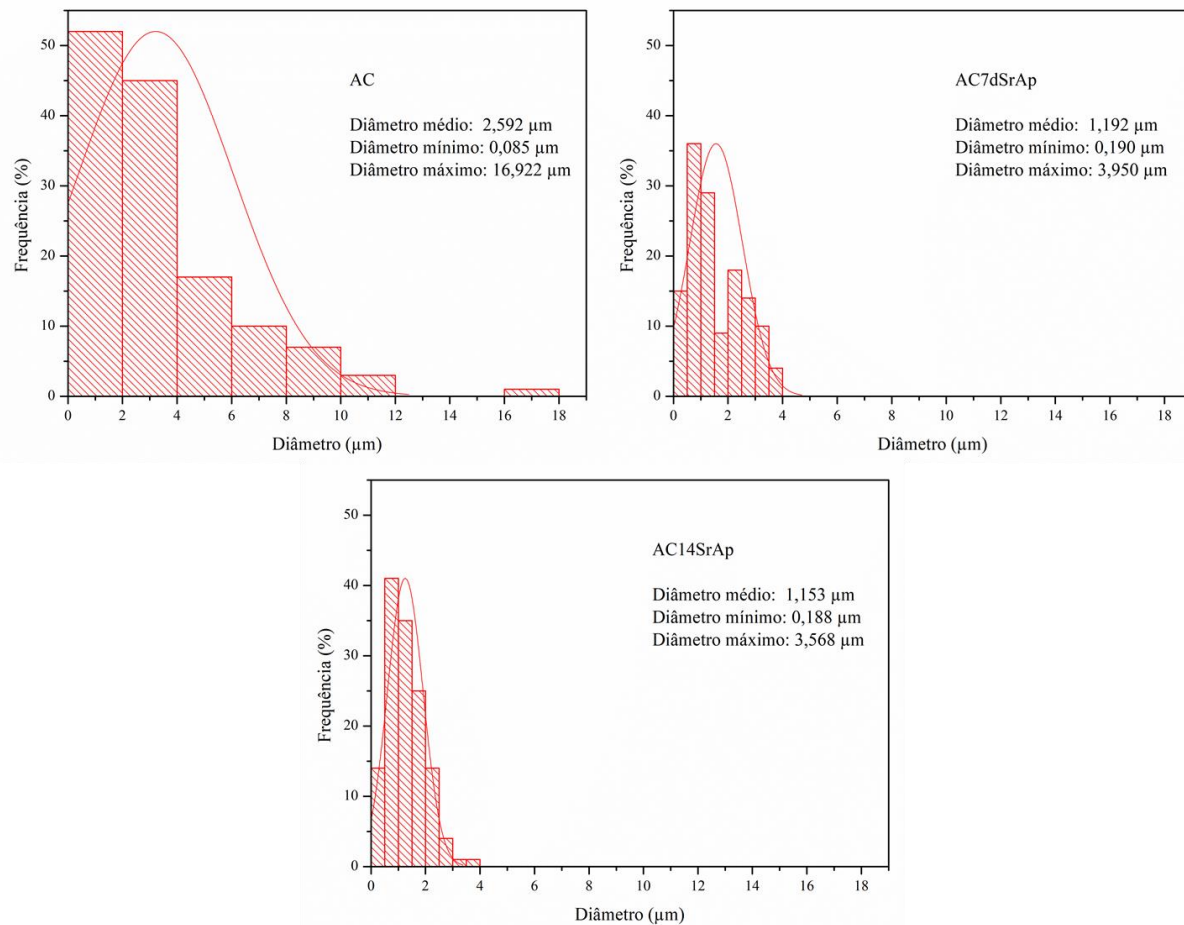 50
40
30
20
10
0
Frequência (%)
AC
Diâmetro médio: 2,592 µm
Diâmetro mínimo: 0,085 µm
Diâmetro máximo: 16,922 µm
0 2 4 6 8 10 12 14 16 18
Diâmetro (µm)
50
40
30
20
10
0
Frequência (%)
AC7dSrAp
Diâmetro médio: 1,192 µm
Diâmetro mínimo: 0,190 µm
Diâmetro máximo: 3,950 µm
0 2 4 6 8 10 12 14 16 18
Diâmetro (µm)
50
40
30
20
10
0
Frequência (%)
AC14SrAp
Diâmetro médio: 1,153 µm
Diâmetro mínimo: 0,188 µm
Diâmetro máximo: 3,568 µm
0 2 4 6 8 10 12 14 16 18
Diâmetro (µm)